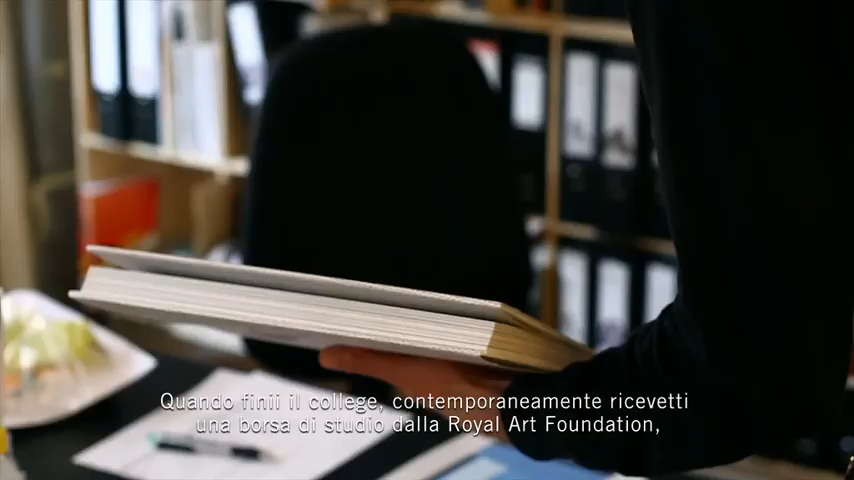 Quando finii il college, contemporaneamente ricevetti
una borsa di studio dalla Royal Art Foundation,